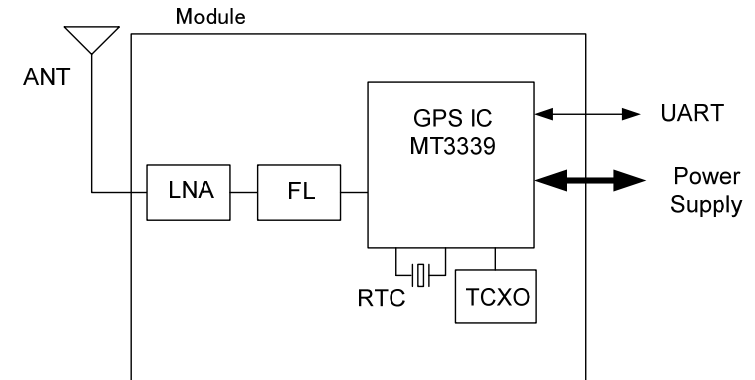 Module
ANT
GPS IC
MT3339
UART
LNA
FL
Power
Supply
RTC
TCXO